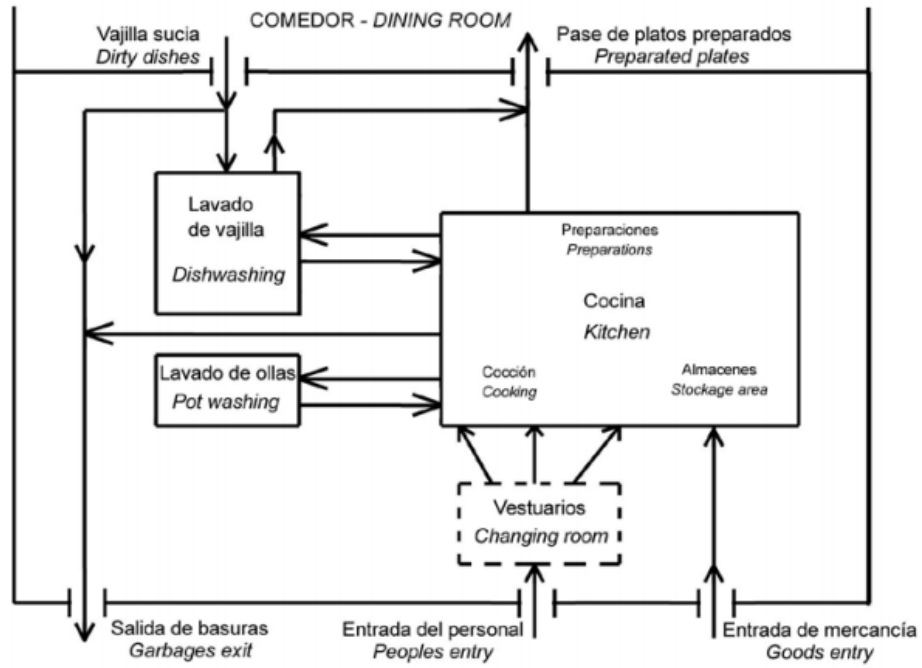 COMEDOR - DINING ROOM
Vajilla sucia
Dirty dishes
Pase de platos preparados
Preparated plates
Lavado
de vajilla
Dishwashing
Preparaciones
Preparations
Cocina
Kitchen
Lavado de ollas
Pot washing
Cocción
Cooking
Almacenes
Stockage area
Vestuarios
Changing room
Salida de basuras
Garbages exit
Entrada del personal
Peoples entry
Entrada de mercancía
Goods entry